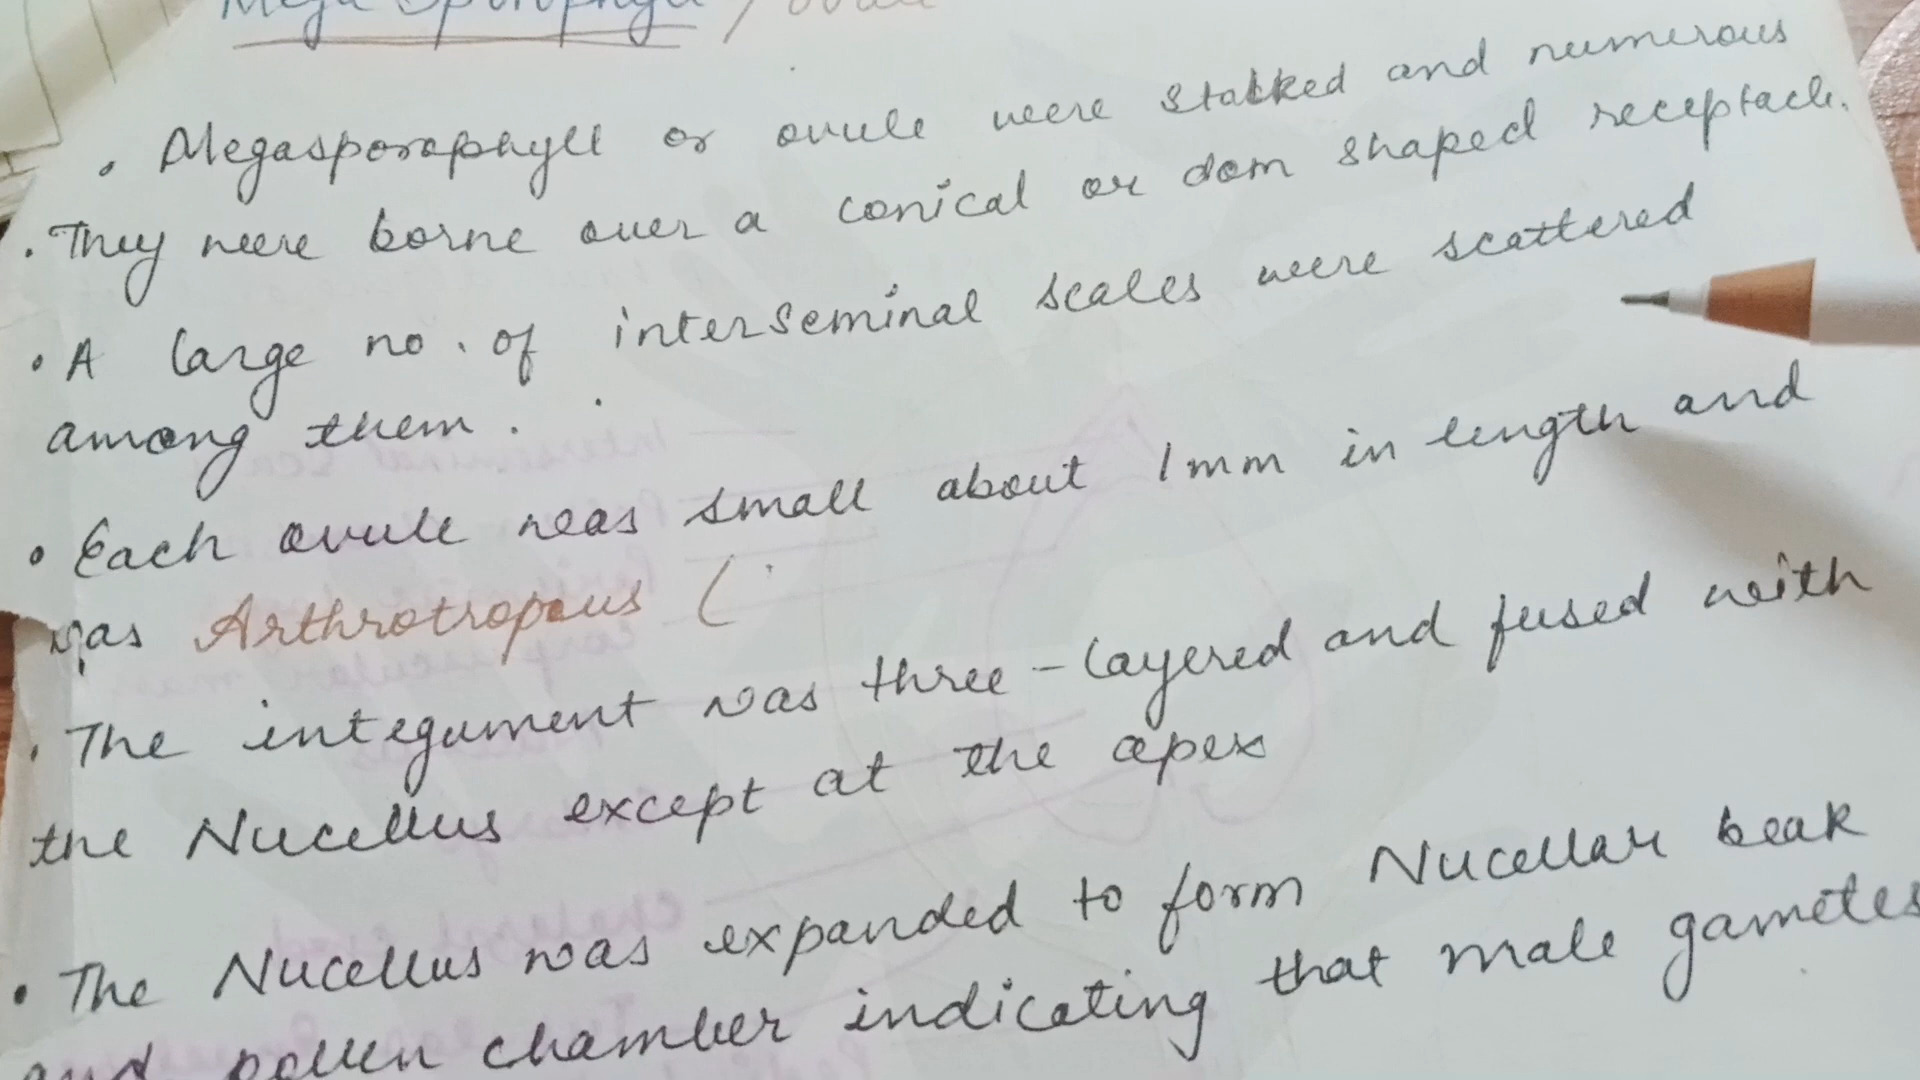 Megasporophyll / ovule
. Megasporophyll or ovule were stalked and numerous
. They were borne over a conical or dom shaped receptacle.
. A large no. of interseminal scales were scattered
among them.
. Each ovule was small about 1mm in length and
was Arthrotropous (
. The integument was three-layered and fused with
the Nucellus except at the apex
. The Nucellus was expanded to form Nucellar beak
and pollen chamber indicating that male gametes